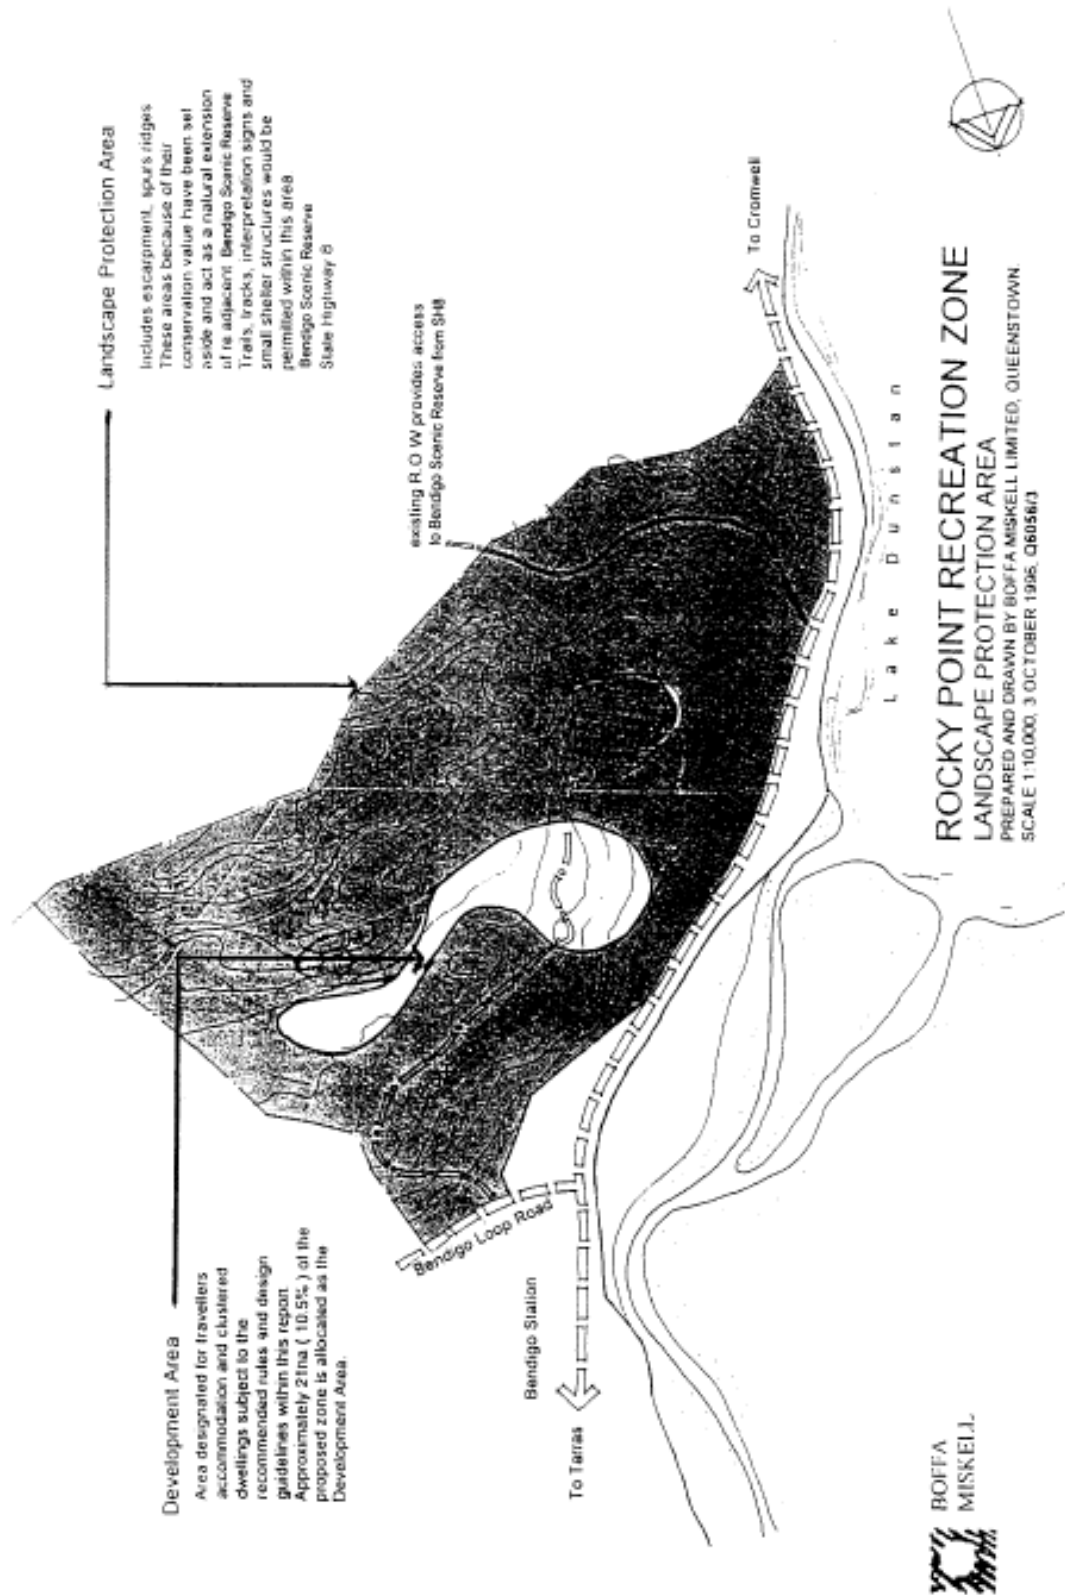 Landscape Protection Area
Includes escarpment, spurs ridges
These areas because of their
conservation value have been set
aside and act as a natural extension
of re adjacent Bendigo Scenic Reserve
Trails, tracks, interpretation signs and
small shelter structures would be
permitted within this area
Bendigo Scenic Reserve
State Highway 8
existing R.O W provides access
to Bendigo Scenic Reserve from SH8
To Cromwell
Lake Dunstan
Development Area
Area designated for travellers
accommodation and clustered
dwellings subject to the
recommended rules and design
guidelines within this report
Approximately 21ha ( 10.5% ) of the
proposed zone is allocated as the
Development Area.
Bendigo Loop Road
Bendigo Station
To Tarras
ROCKY POINT RECREATION ZONE
LANDSCAPE PROTECTION AREA
PREPARED AND DRAWN BY BOFFA MISKELL LIMITED, QUEENSTOWN.
SCALE 1:10,000, 3 OCTOBER 1995, Q6056/3
BOFFA
MISKELL